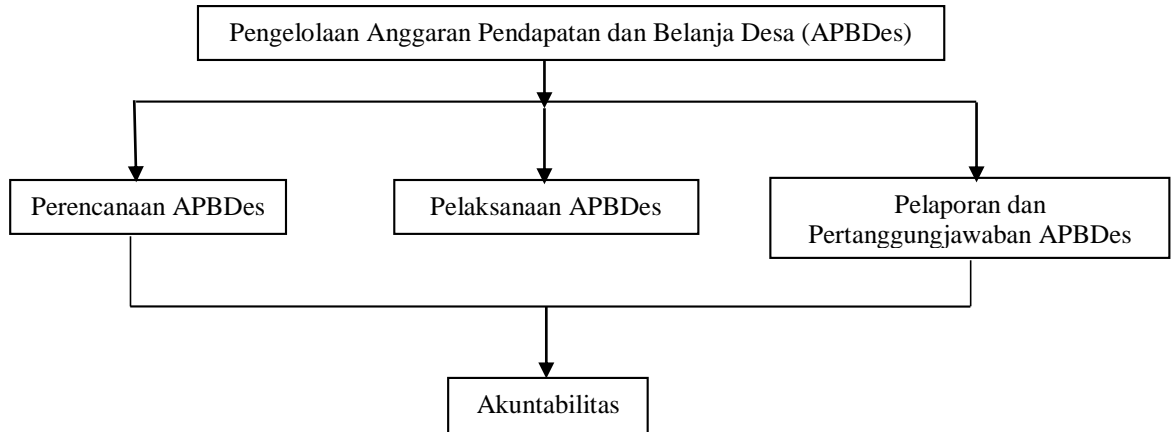 Pengelolaan Anggaran Pendapatan dan Belanja Desa (APBDes)
Perencanaan APBDes
Pelaksanaan APBDes
Pelaporan dan
Pertanggungjawaban APBDes
Akuntabilitas